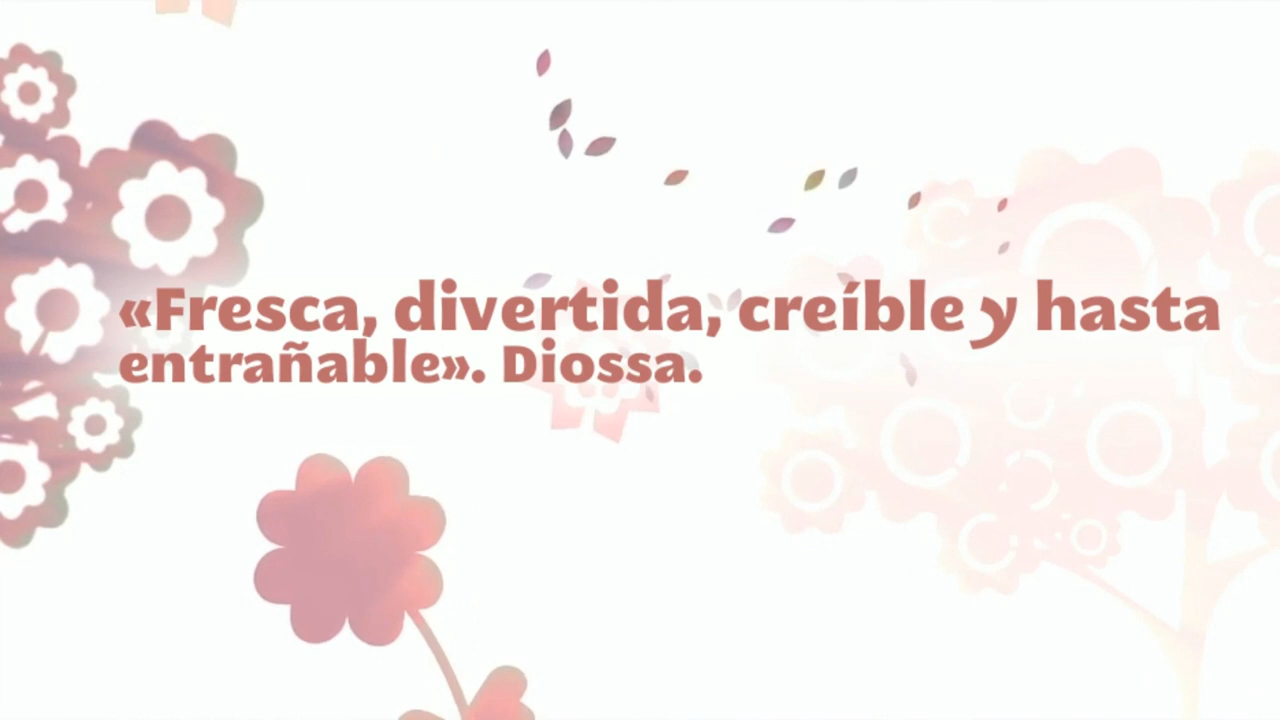 «Fresca, divertida, creíble y hasta
entrañable». Diossa.